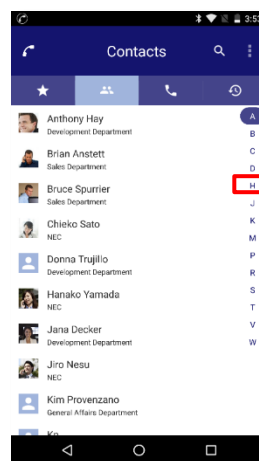 3:53
Contacts
Anthony Hay
Development Department
Brian Anstett
Sales Department
Bruce Spurrier
Sales Department
Chieko Sato
NEC
Donna Trujillo
Development Department
Hanako Yamada
NEC
Jana Decker
Development Department
Jiro Nesu
NEC
Kim Provenzano
General Affairs Department
A
B
C
D
H
J
K
M
P
R
S
T
V
W